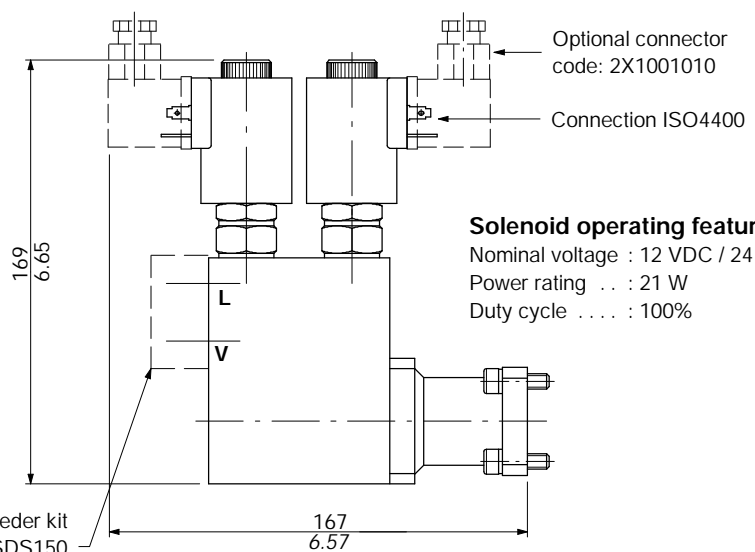 Optional connector
code: 2X1001010
Connection ISO4400
Solenoid operating featur
Nominal voltage : 12 VDC / 24
Power rating . . : 21 W
Duty cycle . . . . : 100%
169
6.65
L
V
eder kit
SDS150
167
6.57